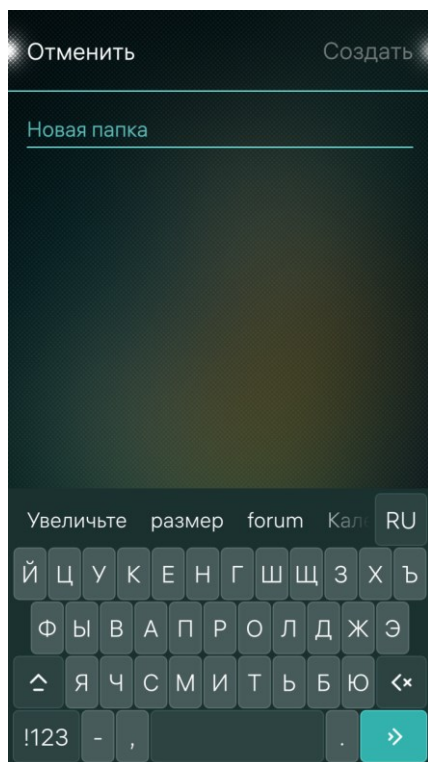 Отменить Создать
Новая папка
Увеличьте размер forum RU
Й Ц У К Е Н Г Ш Щ З Х Ъ
Ф Ы В А П Р О Л Д Ж Э
Я Ч С М И Т Ь Б Ю
!123 - , .